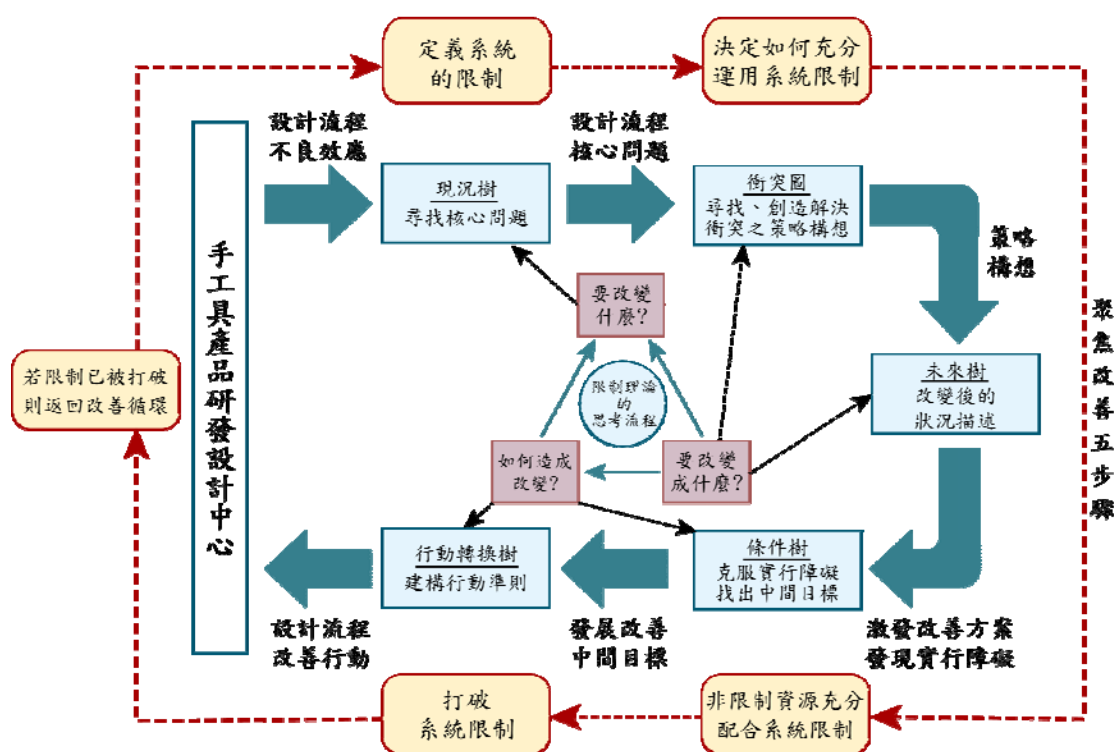 定義系統
的限制
決定如何充分
運用系統限制
設計流程
不良效應
設計流程
核心問題
現況樹
尋找核心問題
衝突圖
尋找、創造解決
衝突之策略構想
策略
構想
手工具產品研發設計中心
要改變
什麼?
聚焦改善五步驟
若限制已被打破
則返回改善循環
限制理論
的
思考流程
未來樹
改變後的
狀況描述
如何造成
改變?
要改變
成什麼?
行動轉換樹
建構行動準則
條件樹
克服實行障礙
找出中間目標
設計流程
改善行動
發展改善
中間目標
激發改善方案
發現實行障礙
打破
系統限制
非限制資源充分
配合系統限制